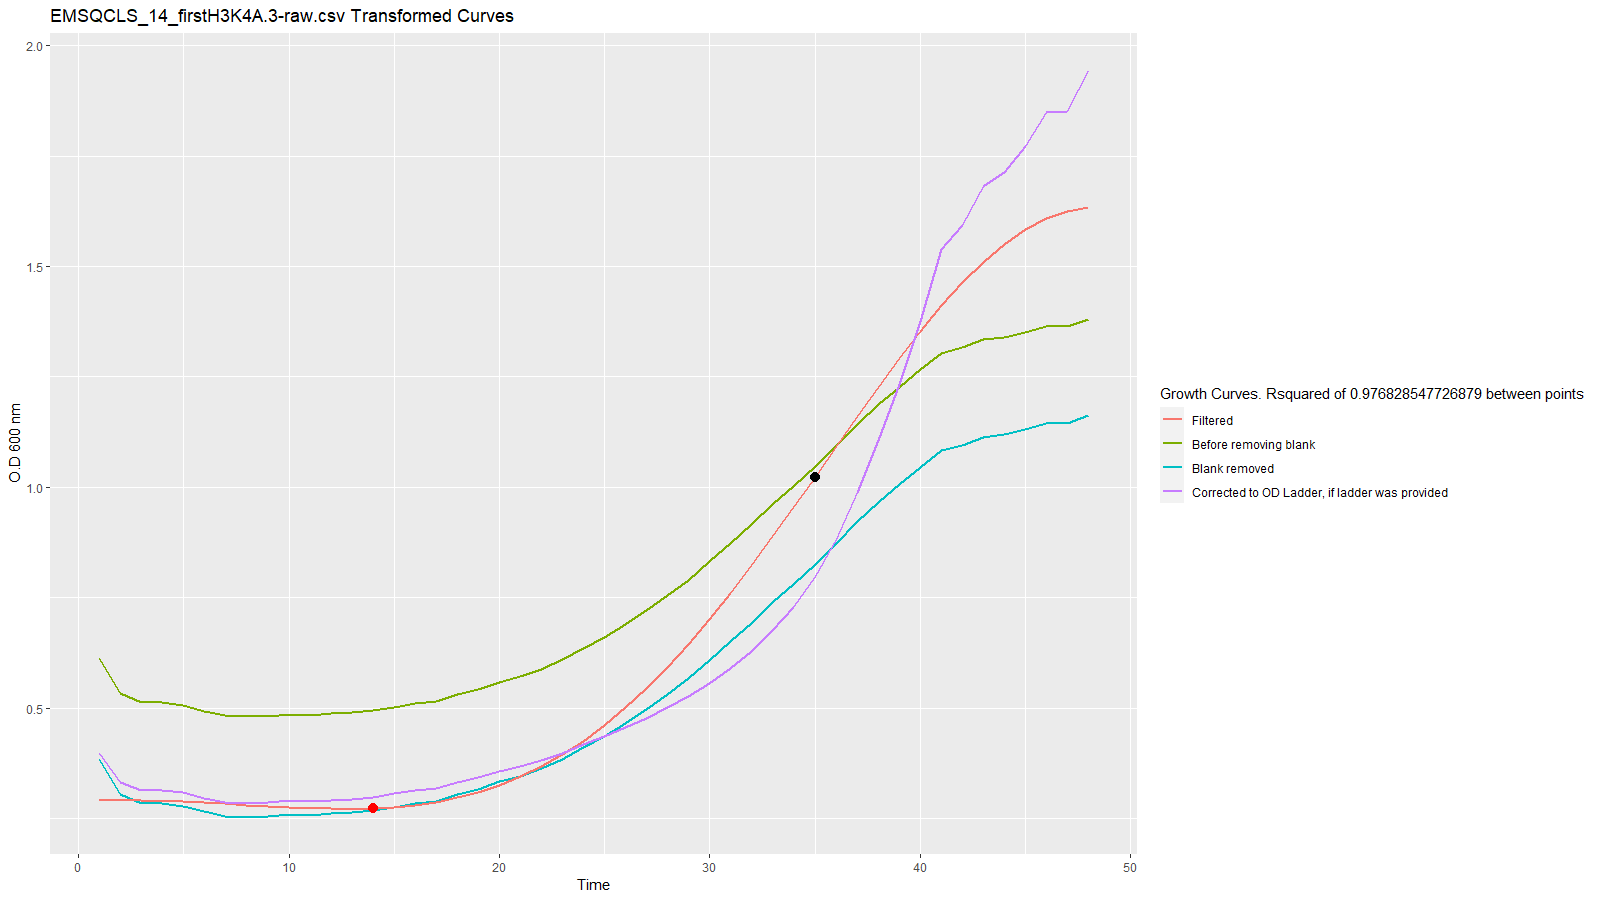 EMSQCLS_14_firstH3K4A.3-raw.csv Transformed Curves
2.0
1.5
1.0
0.5
O.D 600 nm
0
10
20
30
40
50
Time
Growth Curves. Rsquared of 0.976828547726879 between points
Filtered
Before removing blank
Blank removed
Corrected to OD Ladder, if ladder was provided